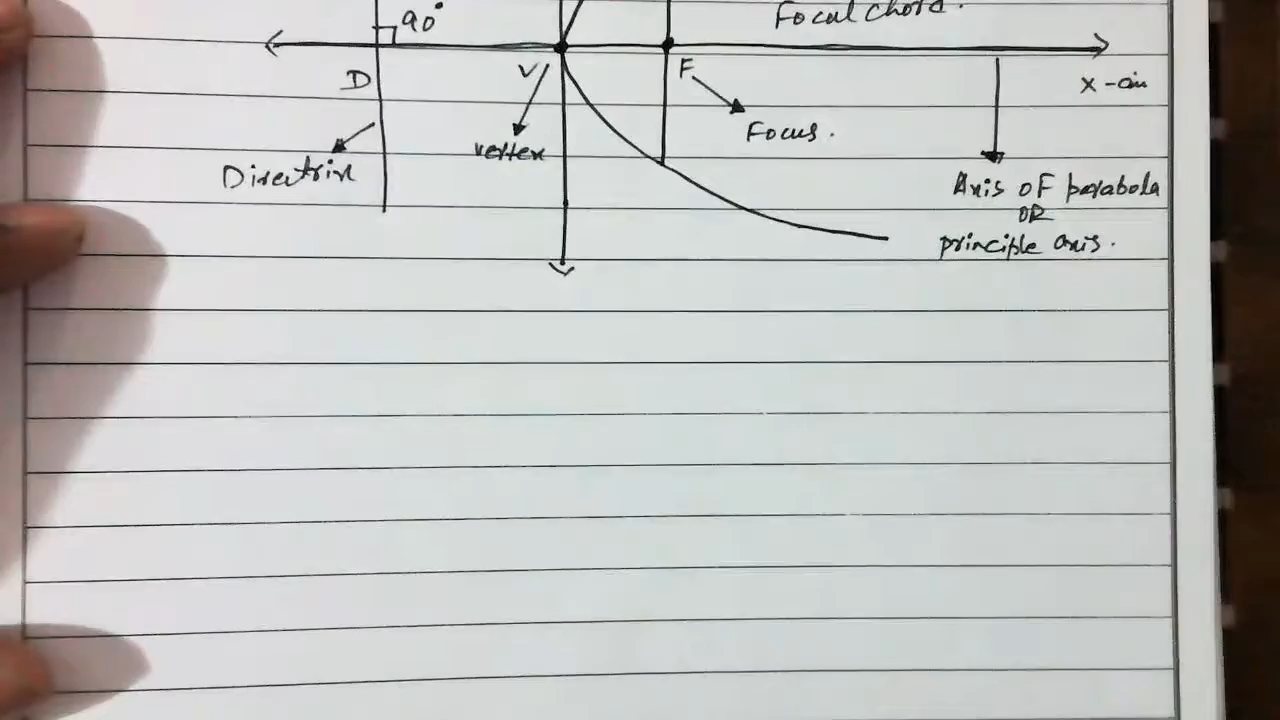 Focal chord.
90°
D
V
F
x-axis
Focus.
vertex
Directrix
Axis of parabola
OR
principle axis.